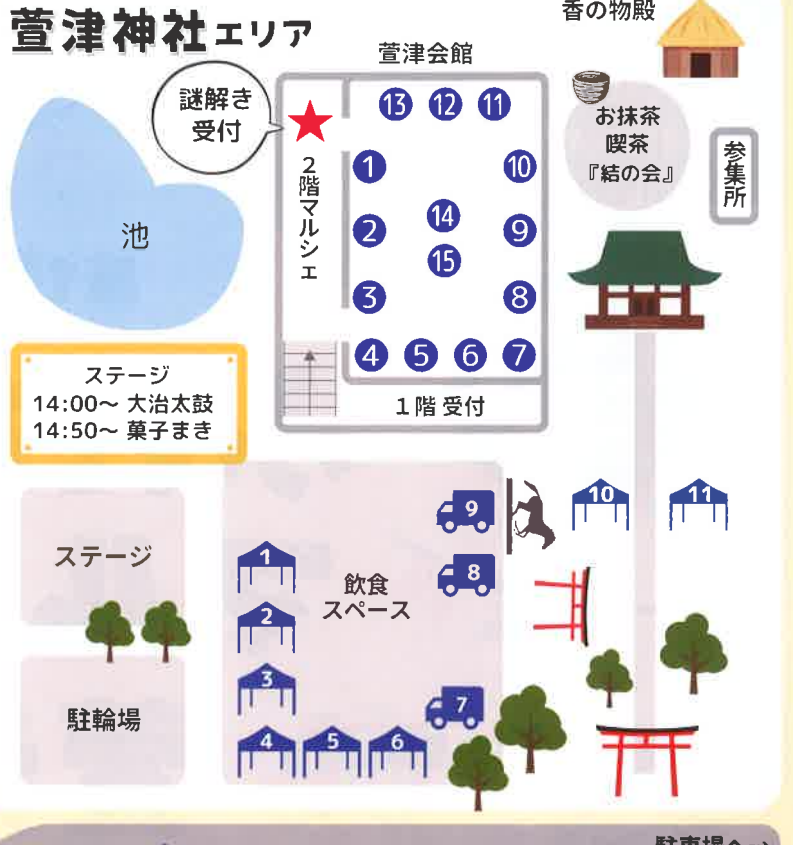 萱津神社エリア
香の物殿
萱津会館
謎解き
受付
13 12 11
お抹茶
喫茶
『結の会』
参集所
1
10
2階マルシェ
14
2
9
池
15
3
8
4 5 6 7
ステージ
14:00～ 大治太鼓
14:50～ 菓子まき
1階 受付
9
10
11
ステージ
1
8
飲食
スペース
2
3
駐輪場
7
4 5 6
駐車場へ→